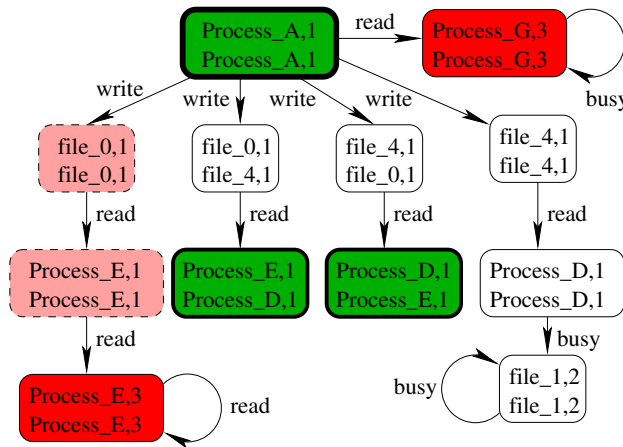 Process_A,1
Process_A,1
read
Process_G,3
Process_G,3
busy
write
write
write
write
file_0,1
file_0,1
file_0,1
file_4,1
file_4,1
file_0,1
file_4,1
file_4,1
read
read
read
read
Process_E,1
Process_E,1
Process_E,1
Process_D,1
Process_D,1
Process_E,1
Process_D,1
Process_D,1
read
busy
Process_E,3
Process_E,3
read
busy
file_1,2
file_1,2